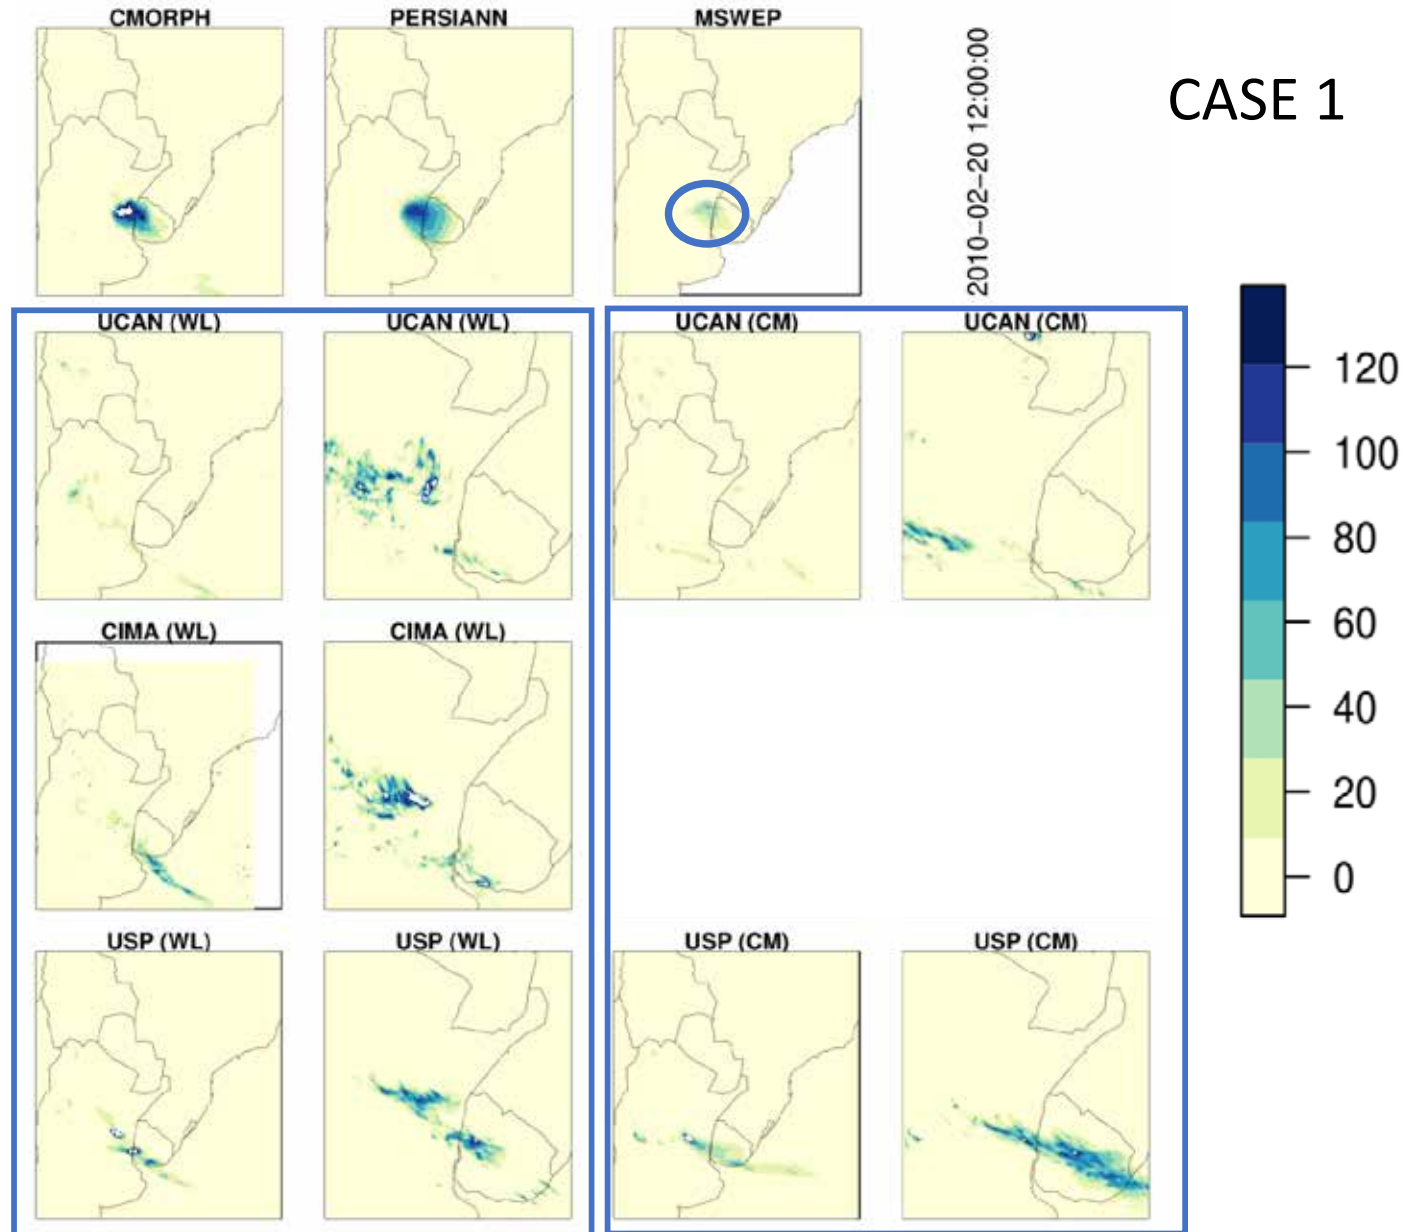 CMORPH
PERSIANN
MSWEP
2010−02−20 12:00:00
CASE 1
UCAN (WL)
UCAN (WL)
UCAN (CM)
UCAN (CM)
CIMA (WL)
CIMA (WL)
USP (WL)
USP (WL)
USP (CM)
USP (CM)
120
100
80
60
40
20
0